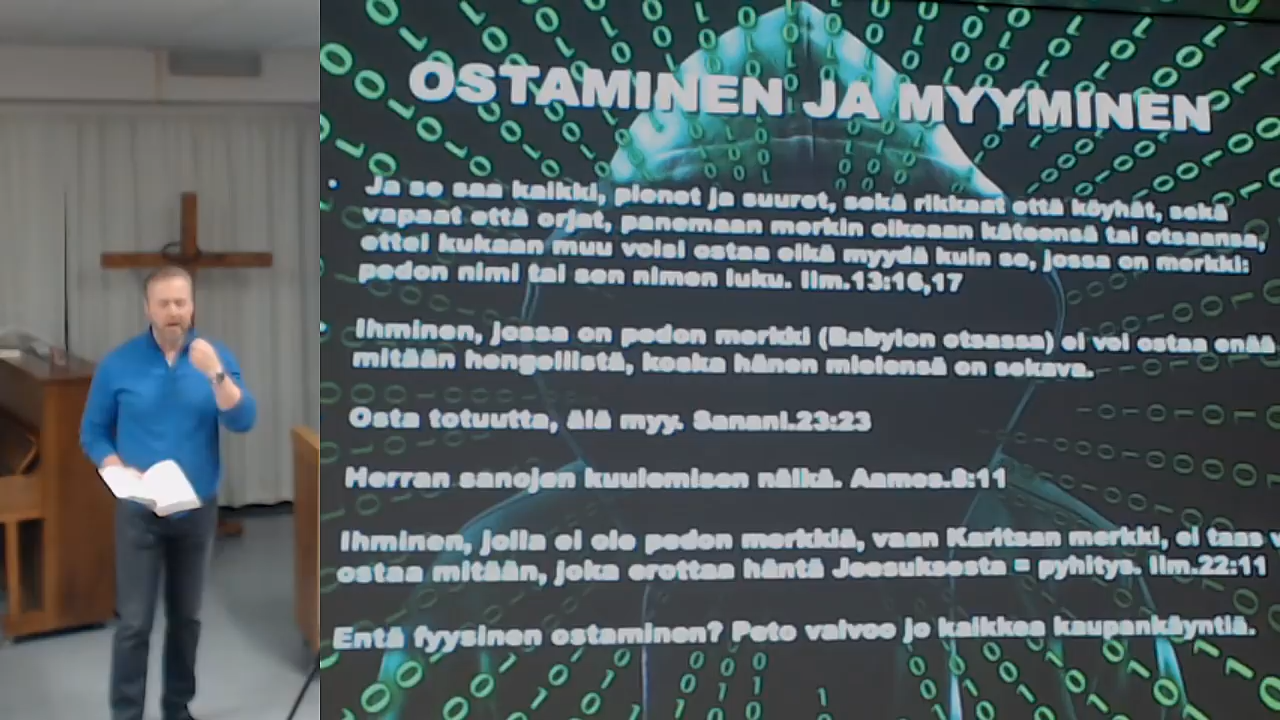 OSTAMINEN JA MYYMINEN
Ja se saa kaikki, pienet ja suuret, sekä rikkaat että köyhät, sekä
vapaat että orjat, panemaan merkin oikeaan käteensä tai otsaansa,
ettei kukaan muu voisi ostaa eikä myydä kuin se, jossa on merkki:
pedon nimi tai sen nimen luku. Ilm.13:16,17
Ihminen, jossa on pedon merkki (Babylon otsassa) ei voi ostaa enää
mitään hengellistä, koska hänen mielensä on sekava.
Osta totuutta, älä myy. Sananl.23:23
Herran sanojen kuulemisen nälkä. Aamos.8:11
Ihminen, jolla ei ole pedon merkkiä, vaan Karitsan merkki, ei taas
ostaa mitään, joka erottaa häntä Jeesuksesta = pyhitys. Ilm.22:11
Entä fyysinen ostaminen? Peto valvoo jo kaikkea kaupankäyntiä.